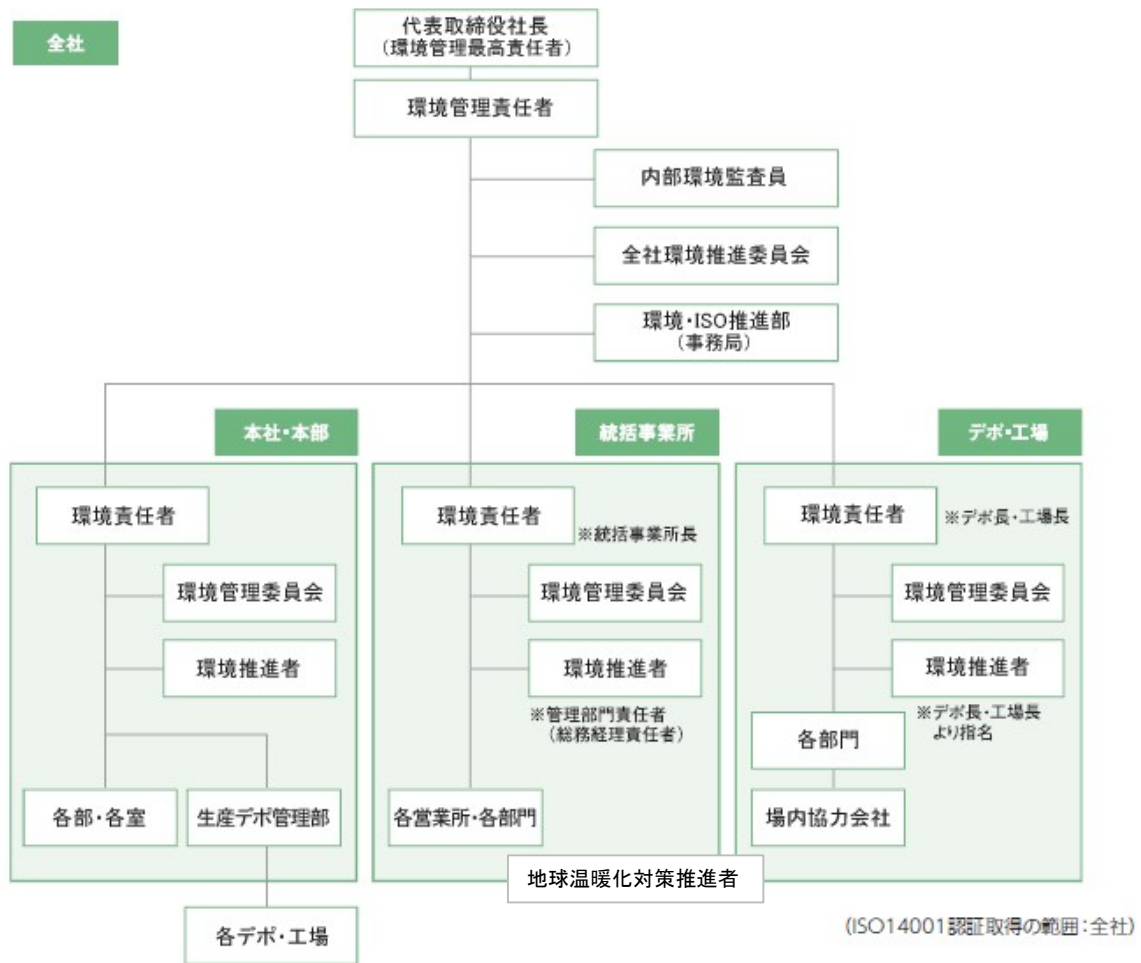 全社
代表取締役社長
（環境管理最高責任者）
環境管理責任者
内部環境監査員
全社環境推進委員会
環境・ISO推進部
（事務局）
本社・本部
環境責任者
環境管理委員会
環境推進者
各部・各室
生産デポ管理部
各デポ・工場
統括事業所
環境責任者
※統括事業所長
環境管理委員会
環境推進者
※管理部門責任者
（総務経理責任者）
各営業所・各部門
デポ・工場
環境責任者
※デポ長・工場長
環境管理委員会
環境推進者
※デポ長・工場長
より指名
各部門
場内協力会社
地球温暖化対策推進者
（ISO14001認証取得の範囲：全社）